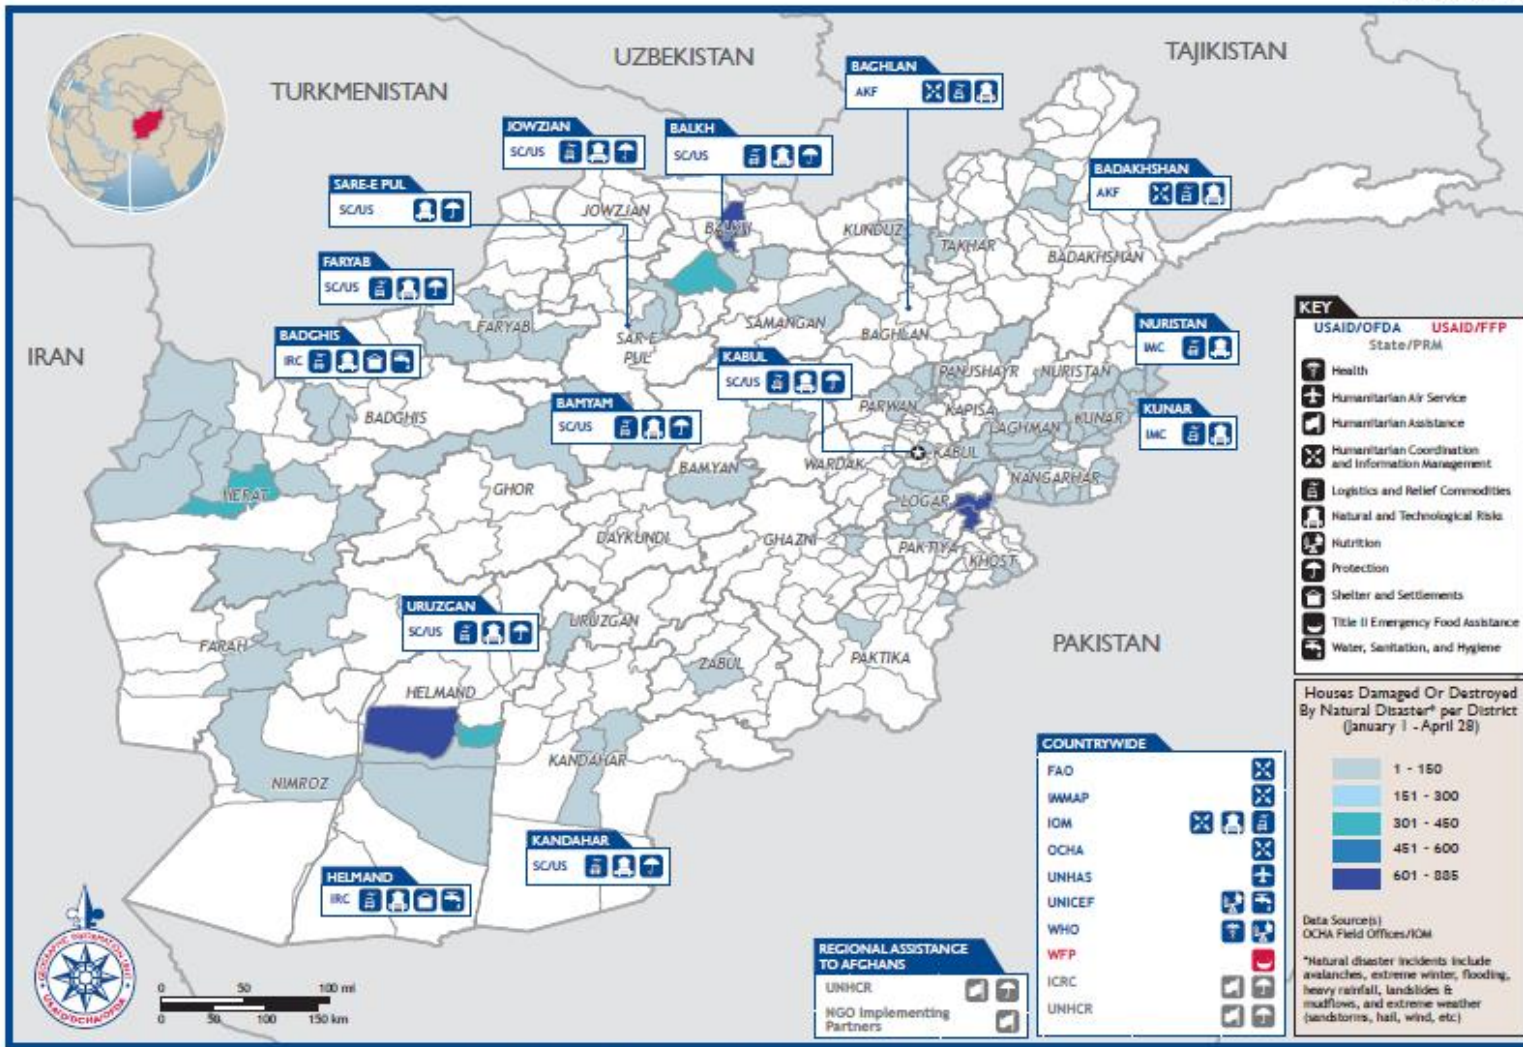 UZBEKISTAN
TAJIKISTAN
TURKMENISTAN
IRAN
PAKISTAN
BAGHLAN
AKF
JOWZJAN
SC/US
BALKH
SC/US
BADAKHSHAN
AKF
SARE-E PUL
SC/US
FARYAB
SC/US
BADGHIS
IRC
KABUL
SC/US
NURISTAN
IMC
BAMYAM
SC/US
KUNAR
IMC
URUZGAN
SC/US
KANDAHAR
SC/US
HELMAND
IRC
JOWZJAN
BALKH
KUNDUZ
TAKHAR
BADAKHSHAN
FARYAB
SAR-E
PUL
SAMANGAN
BAGHLAN
PANJSHAYR
NURISTAN
BADGHIS
PARWAN
KAPISA
KUNAR
LAGHMAN
BAMYAN
WARDAK
KABUL
NANGARHAR
HERAT
GHOR
LOGAR
DAYKUNDI
GHAZNI
PAKTIYA
KHOST
FARAH
URUZGAN
ZABUL
PAKTIKA
HELMAND
NIMROZ
KANDAHAR
KEY
USAID/OFDA USAID/FFP
State/PRM
Health
Humanitarian Air Service
Humanitarian Assistance
Humanitarian Coordination
and Information Management
Logistics and Relief Commodities
Natural and Technological Risks
Nutrition
Protection
Shelter and Settlements
Title II Emergency Food Assistance
Water, Sanitation, and Hygiene
Houses Damaged Or Destroyed
By Natural Disaster* per District
(January 1 - April 28)
1 - 150
151 - 300
301 - 450
451 - 600
601 - 885
Data Source(s)
OCHA Field Offices/IOM
*Natural disaster incidents include
avalanches, extreme winter, flooding,
heavy rainfall, landslides &
mudflows, and extreme weather
(sandstorms, hail, wind, etc)
COUNTRYWIDE
FAO
IMMAP
IOM
OCHA
UNHAS
UNICEF
WHO
WFP
ICRC
UNHCR
REGIONAL ASSISTANCE
TO AFGHANS
UNHCR
NGO Implementing
Partners
GEOGRAPHIC INFORMATION UNIT
USAID/DCHA/OFDA
0 50 100 mi
0 50 100 150 km